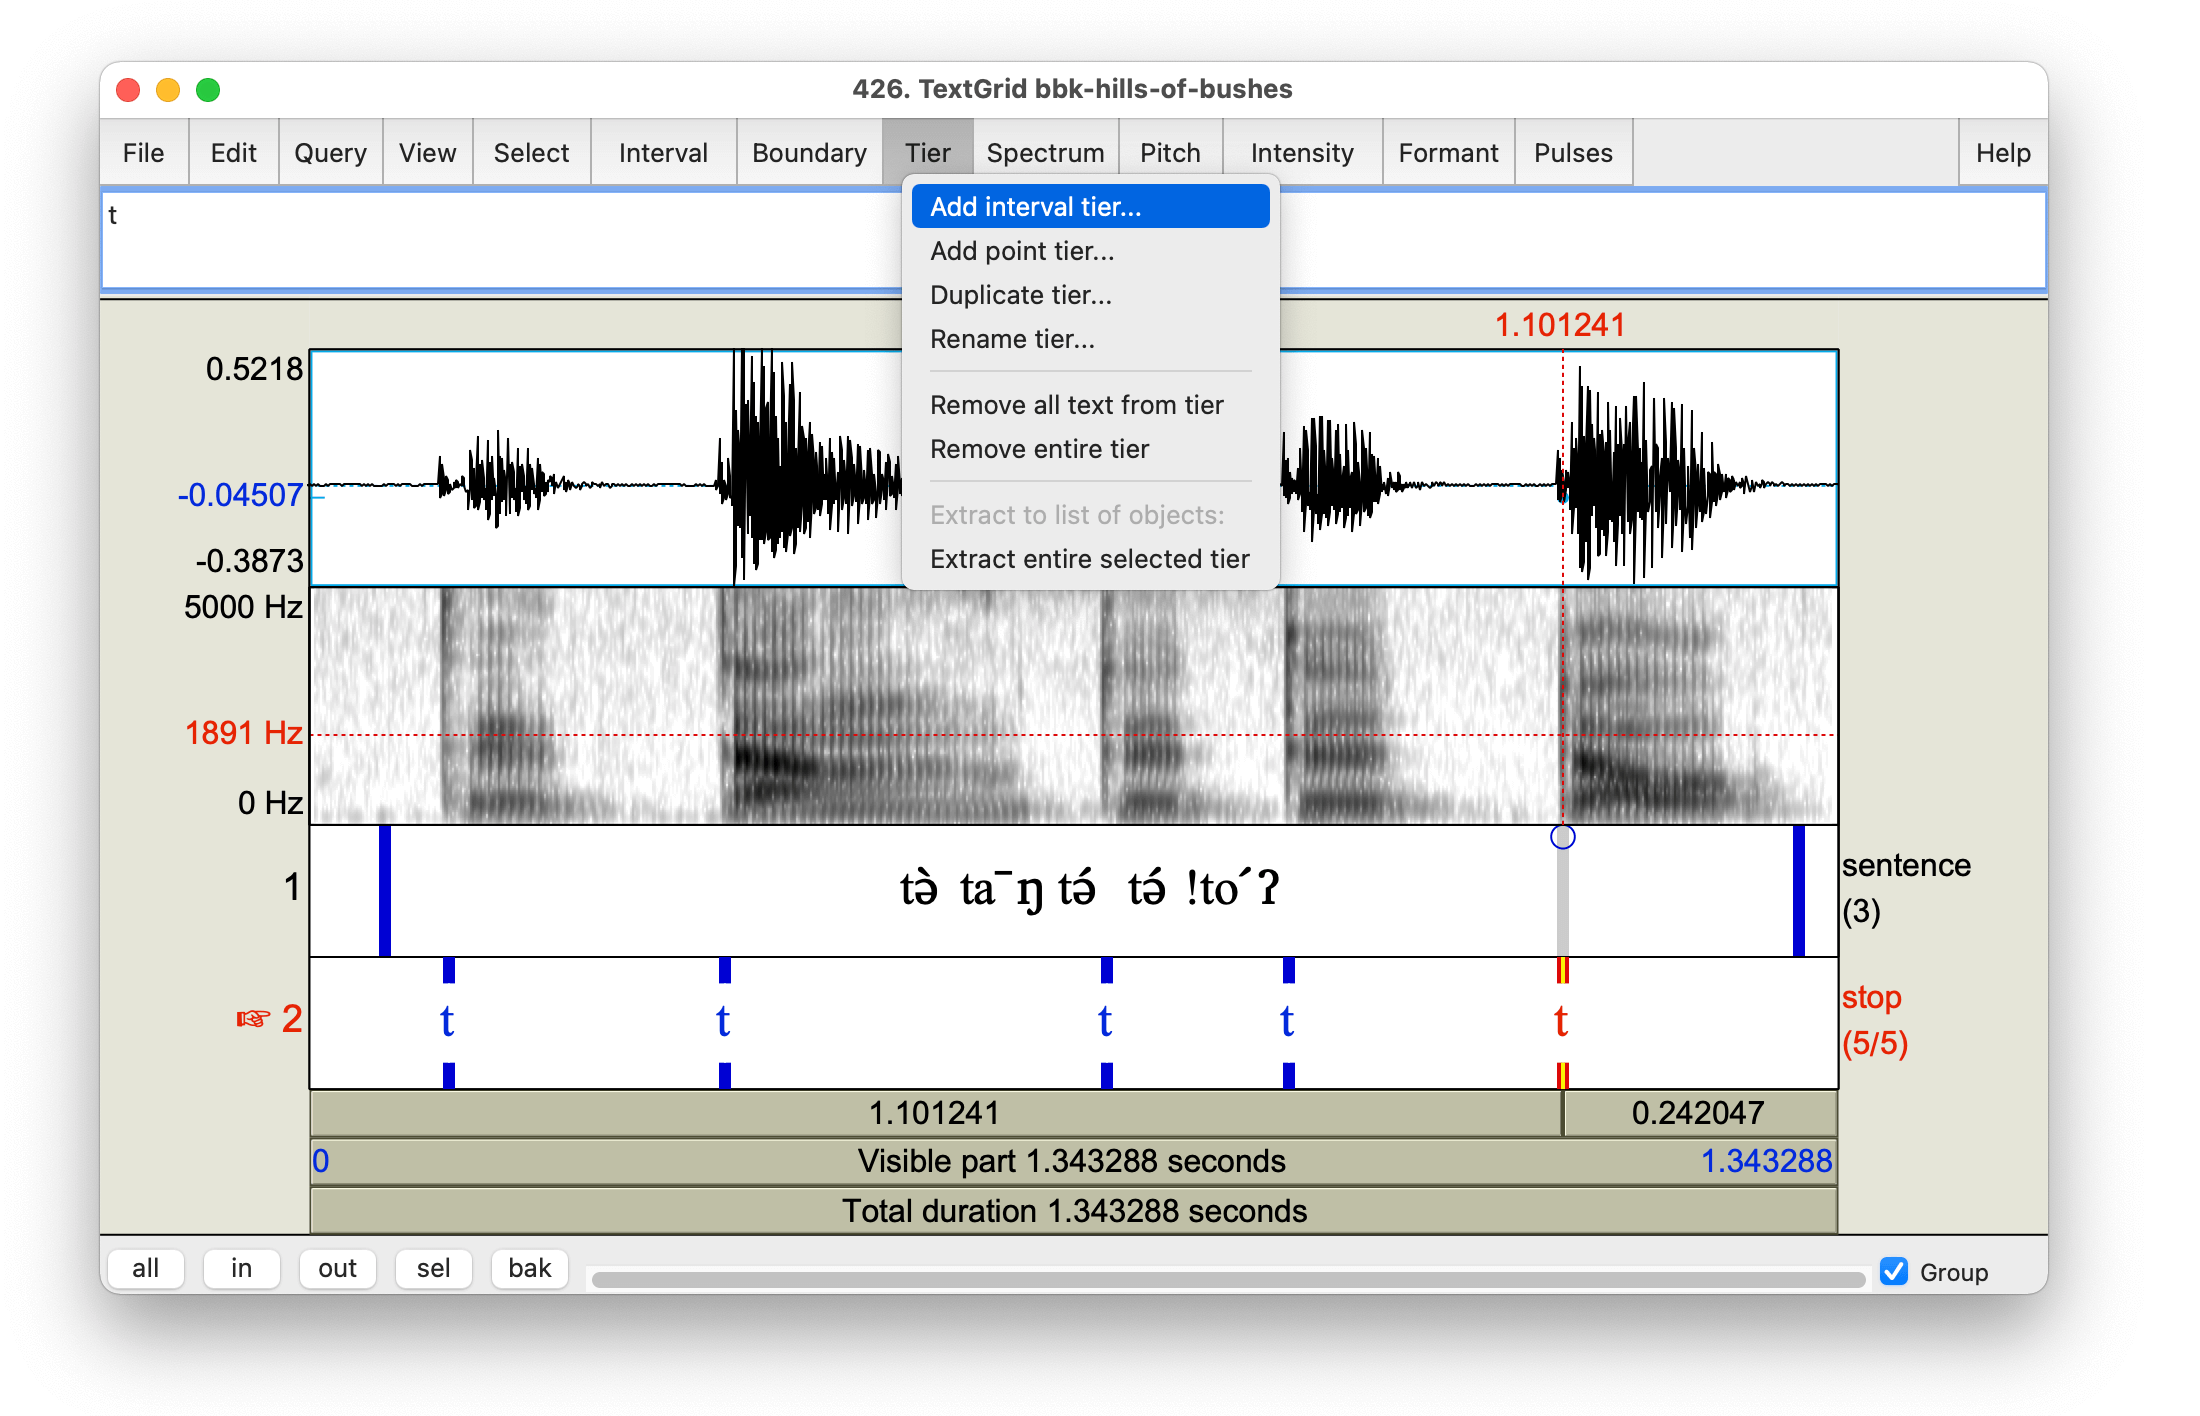 426. TextGrid bbk-hills-of-bushes
File Edit Query View Select Interval Boundary Tier Spectrum Pitch Intensity Formant Pulses Help
t
Add interval tier...
Add point tier...
Duplicate tier...
Rename tier...
Remove all text from tier
Remove entire tier
Extract to list of objects:
Extract entire selected tier
1.101241
0.5218
-0.04507
-0.3873
5000 Hz
1891 Hz
0 Hz
1 tə̀ ta¯ŋ tə́ tə́ !to´ʔ sentence
(3)
☞ 2 t t t t t stop
(5/5)
1.101241 0.242047
0 Visible part 1.343288 seconds 1.343288
Total duration 1.343288 seconds
all in out sel bak Group